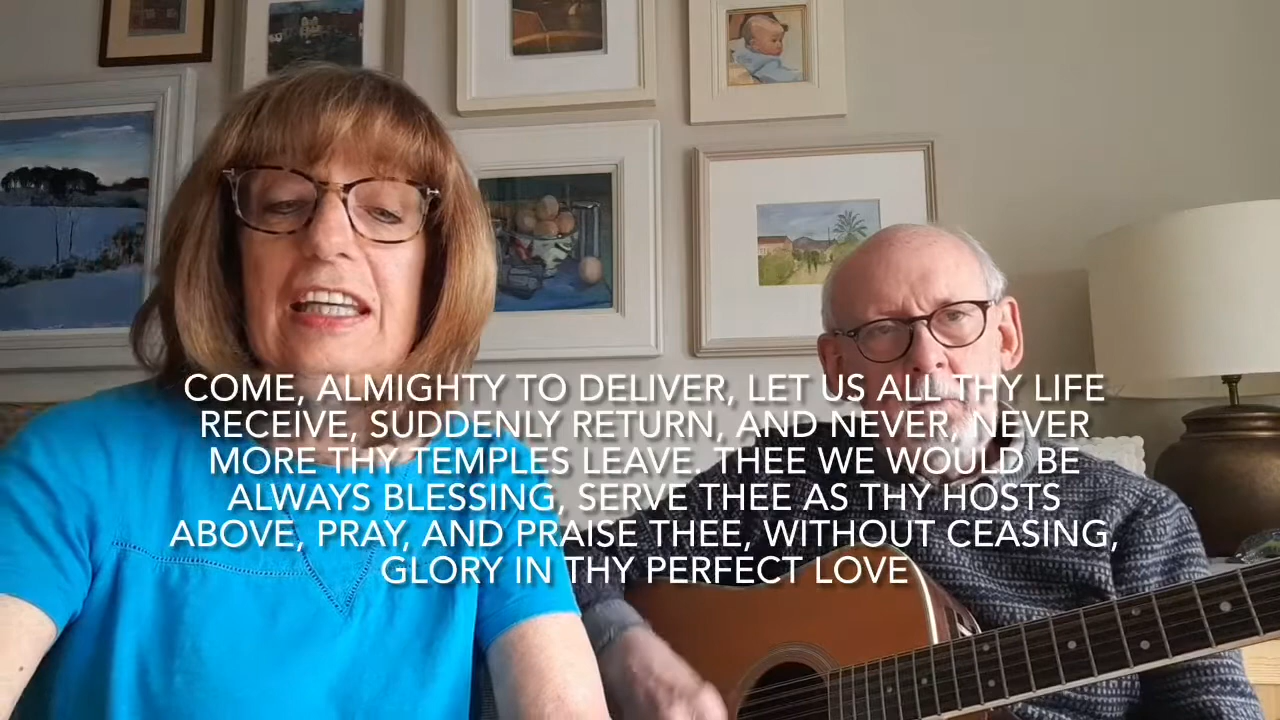 COME, ALMIGHTY TO DELIVER, LET US ALL THY LIFE
RECEIVE, SUDDENLY RETURN, AND NEVER, NEVER
MORE THY TEMPLES LEAVE. THEE WE WOULD BE
ALWAYS BLESSING, SERVE THEE AS THY HOSTS
ABOVE, PRAY, AND PRAISE THEE, WITHOUT CEASING,
GLORY IN THY PERFECT LOVE